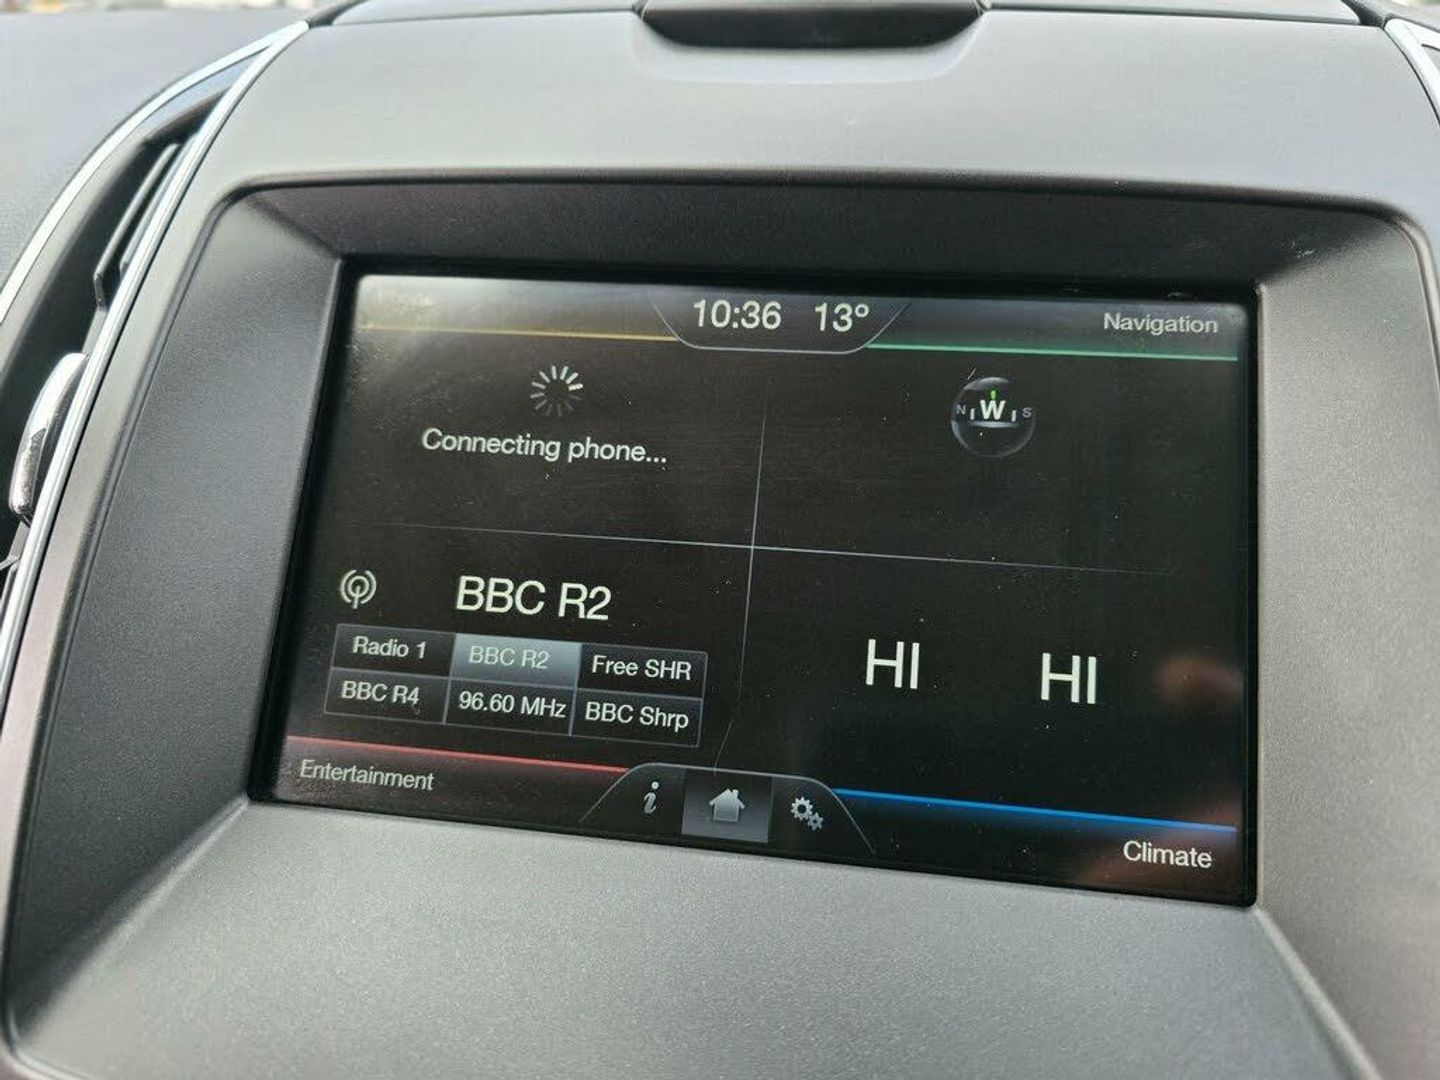 10:36 13°
Navigation
Connecting phone...
N W S
BBC R2
Radio 1 BBC R2 Free SHR
BBC R4 96.60 MHz BBC Shrp
HI HI
Entertainment
i
Climate